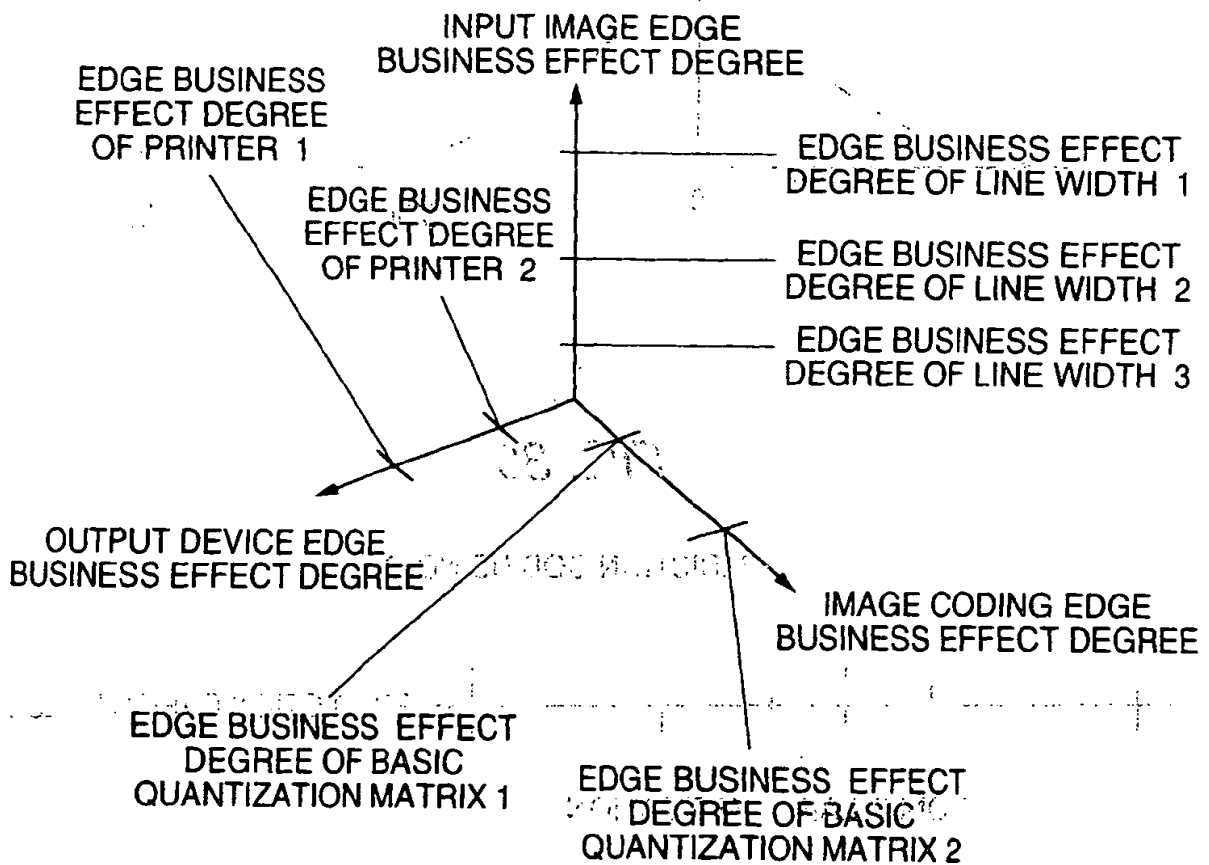 INPUT IMAGE EDGE
BUSINESS EFFECT DEGREE
EDGE BUSINESS
EFFECT DEGREE
OF PRINTER 1
EDGE BUSINESS
EFFECT DEGREE
OF PRINTER 2
EDGE BUSINESS EFFECT
DEGREE OF LINE WIDTH 1
EDGE BUSINESS EFFECT
DEGREE OF LINE WIDTH 2
EDGE BUSINESS EFFECT
DEGREE OF LINE WIDTH 3
OUTPUT DEVICE EDGE
BUSINESS EFFECT DEGREE
IMAGE CODING EDGE
BUSINESS EFFECT DEGREE
EDGE BUSINESS EFFECT
DEGREE OF BASIC
QUANTIZATION MATRIX 1
EDGE BUSINESS EFFECT
DEGREE OF BASIC
QUANTIZATION MATRIX 2